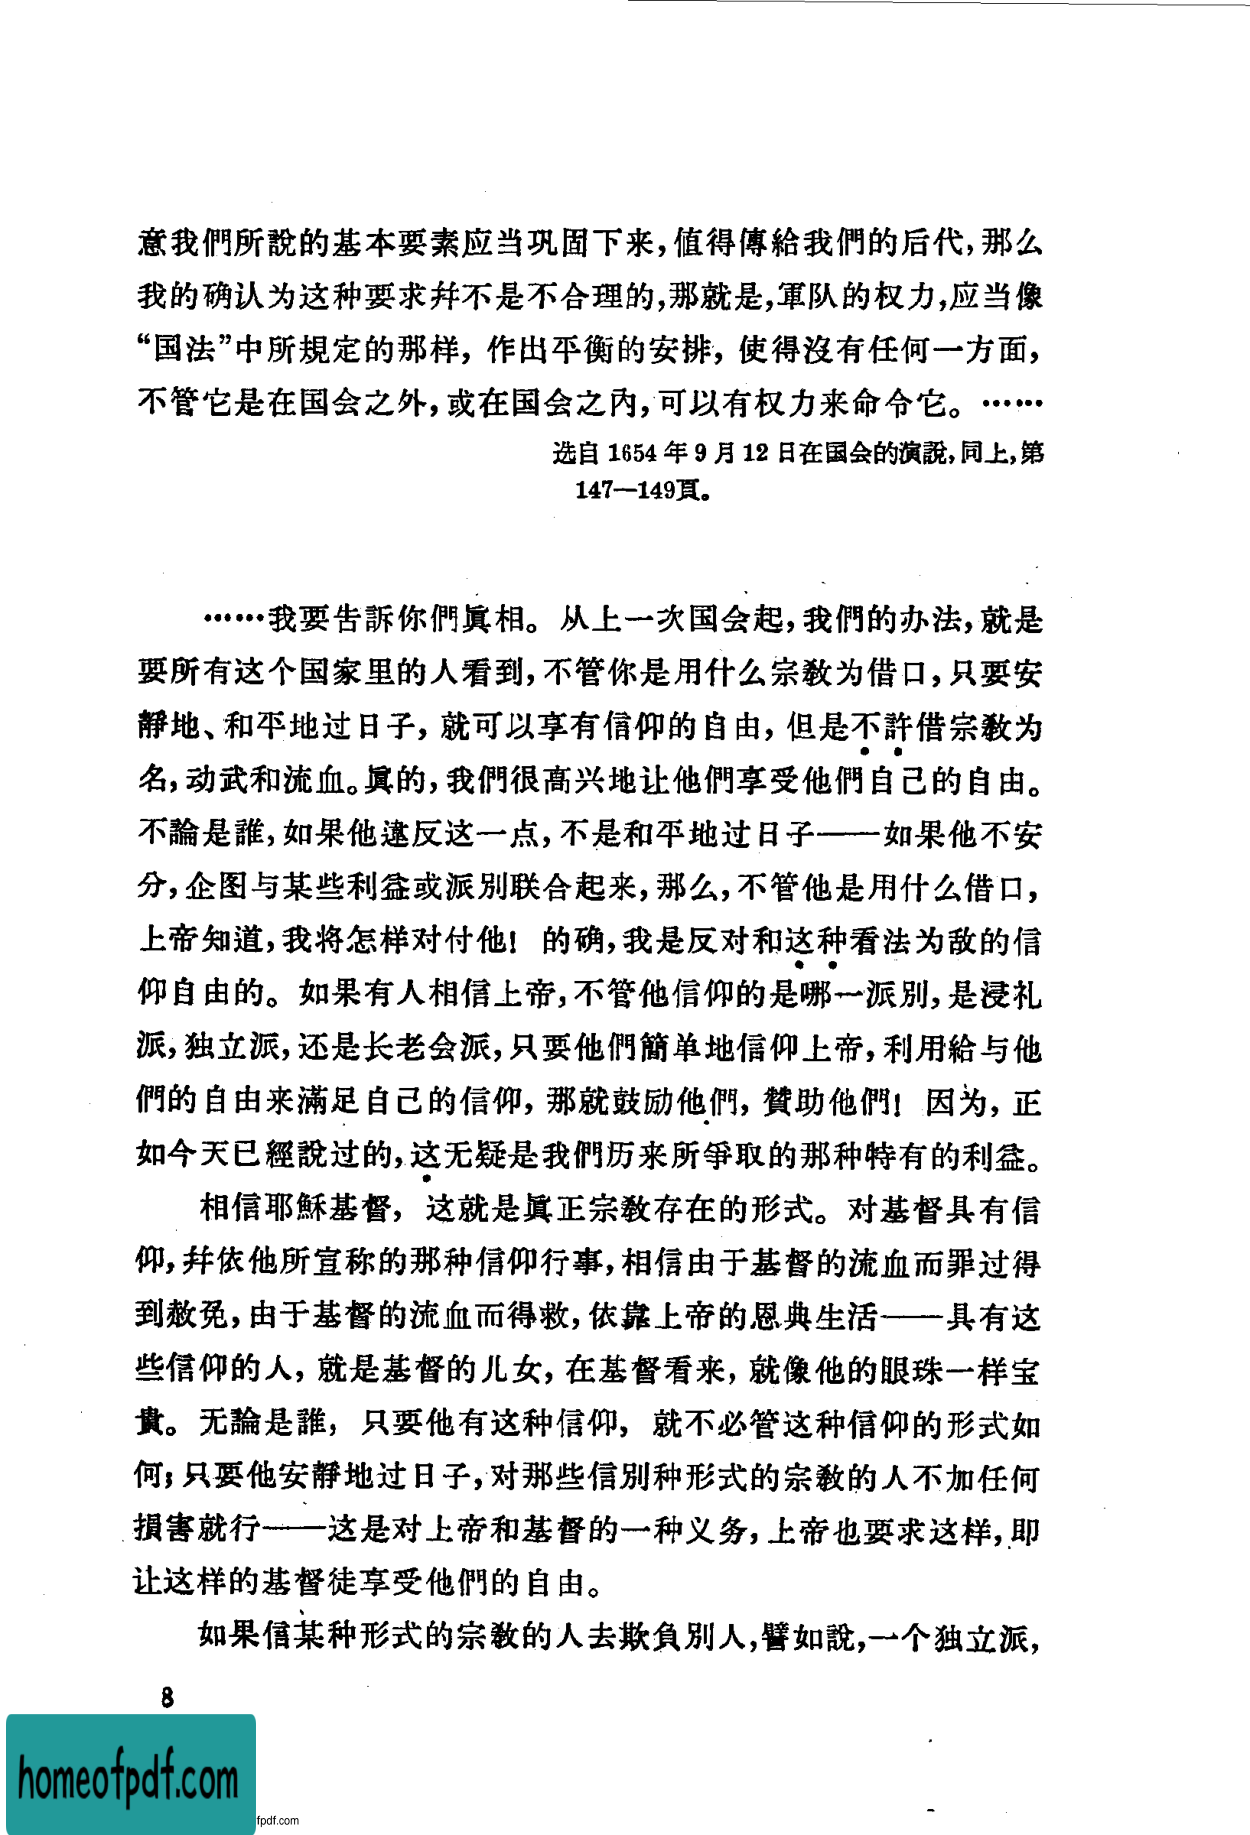 意我們所說的基本要素应当巩固下来，值得傳給我們的后代，那么
我的确认为这种要求幷不是不合理的，那就是，軍队的权力，应当像
“国法”中所規定的那样，作出平衡的安排，使得沒有任何一方面，
不管它是在国会之外，或在国会之內，可以有权力来命令它。……
选自 1654 年 9 月 12 日在国会的演說，同上，第
147—149頁。
……我要告訴你們眞相。从上一次国会起，我們的办法，就是
要所有这个国家里的人看到，不管你是用什么宗教为借口，只要安
靜地、和平地过日子，就可以享有信仰的自由，但是不許借宗教为
名，动武和流血。眞的，我們很高兴地让他們享受他們自己的自由。
不論是誰，如果他違反这一点，不是和平地过日子——如果他不安
分，企图与某些利益或派別联合起来，那么，不管他是用什么借口，
上帝知道，我将怎样对付他！的确，我是反对和这种看法为敌的信
仰自由的。如果有人相信上帝，不管他信仰的是哪一派別，是浸礼
派，独立派，还是长老会派，只要他們簡单地信仰上帝，利用給与他
們的自由来滿足自己的信仰，那就鼓励他們，贊助他們！因为，正
如今天已經說过的，这无疑是我們历来所爭取的那种特有的利益。
相信耶穌基督，这就是眞正宗教存在的形式。对基督具有信
仰，幷依他所宣称的那种信仰行事，相信由于基督的流血而罪过得
到赦免，由于基督的流血而得救，依靠上帝的恩典生活——具有这
些信仰的人，就是基督的儿女，在基督看来，就像他的眼珠一样宝
貴。无論是誰，只要他有这种信仰，就不必管这种信仰的形式如
何；只要他安靜地过日子，对那些信別种形式的宗教的人不加任何
損害就行——这是对上帝和基督的一种义务，上帝也要求这样，即
让这样的基督徒享受他們的自由。
如果信某种形式的宗教的人去欺負別人，譬如說，一个独立派，
8
homeofpdf.com
fpdf.com